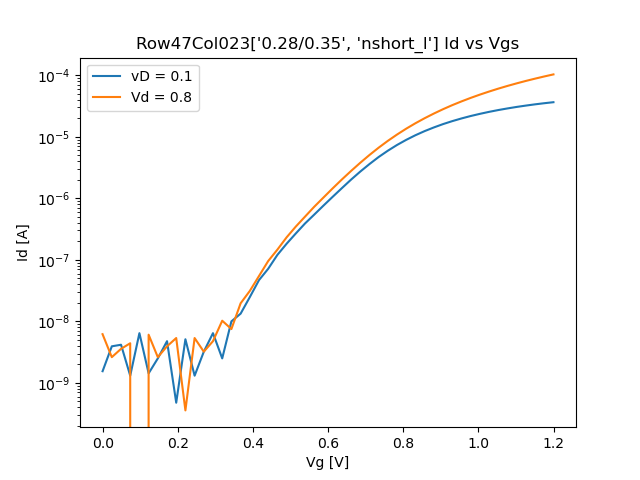 Row47Col023['0.28/0.35', 'nshort_l'] Id vs Vgs
vD = 0.1
Vd = 0.8
Id [A]
10⁻⁴
10⁻⁵
10⁻⁶
10⁻⁷
10⁻⁸
10⁻⁹
0.0 0.2 0.4 0.6 0.8 1.0 1.2
Vg [V]